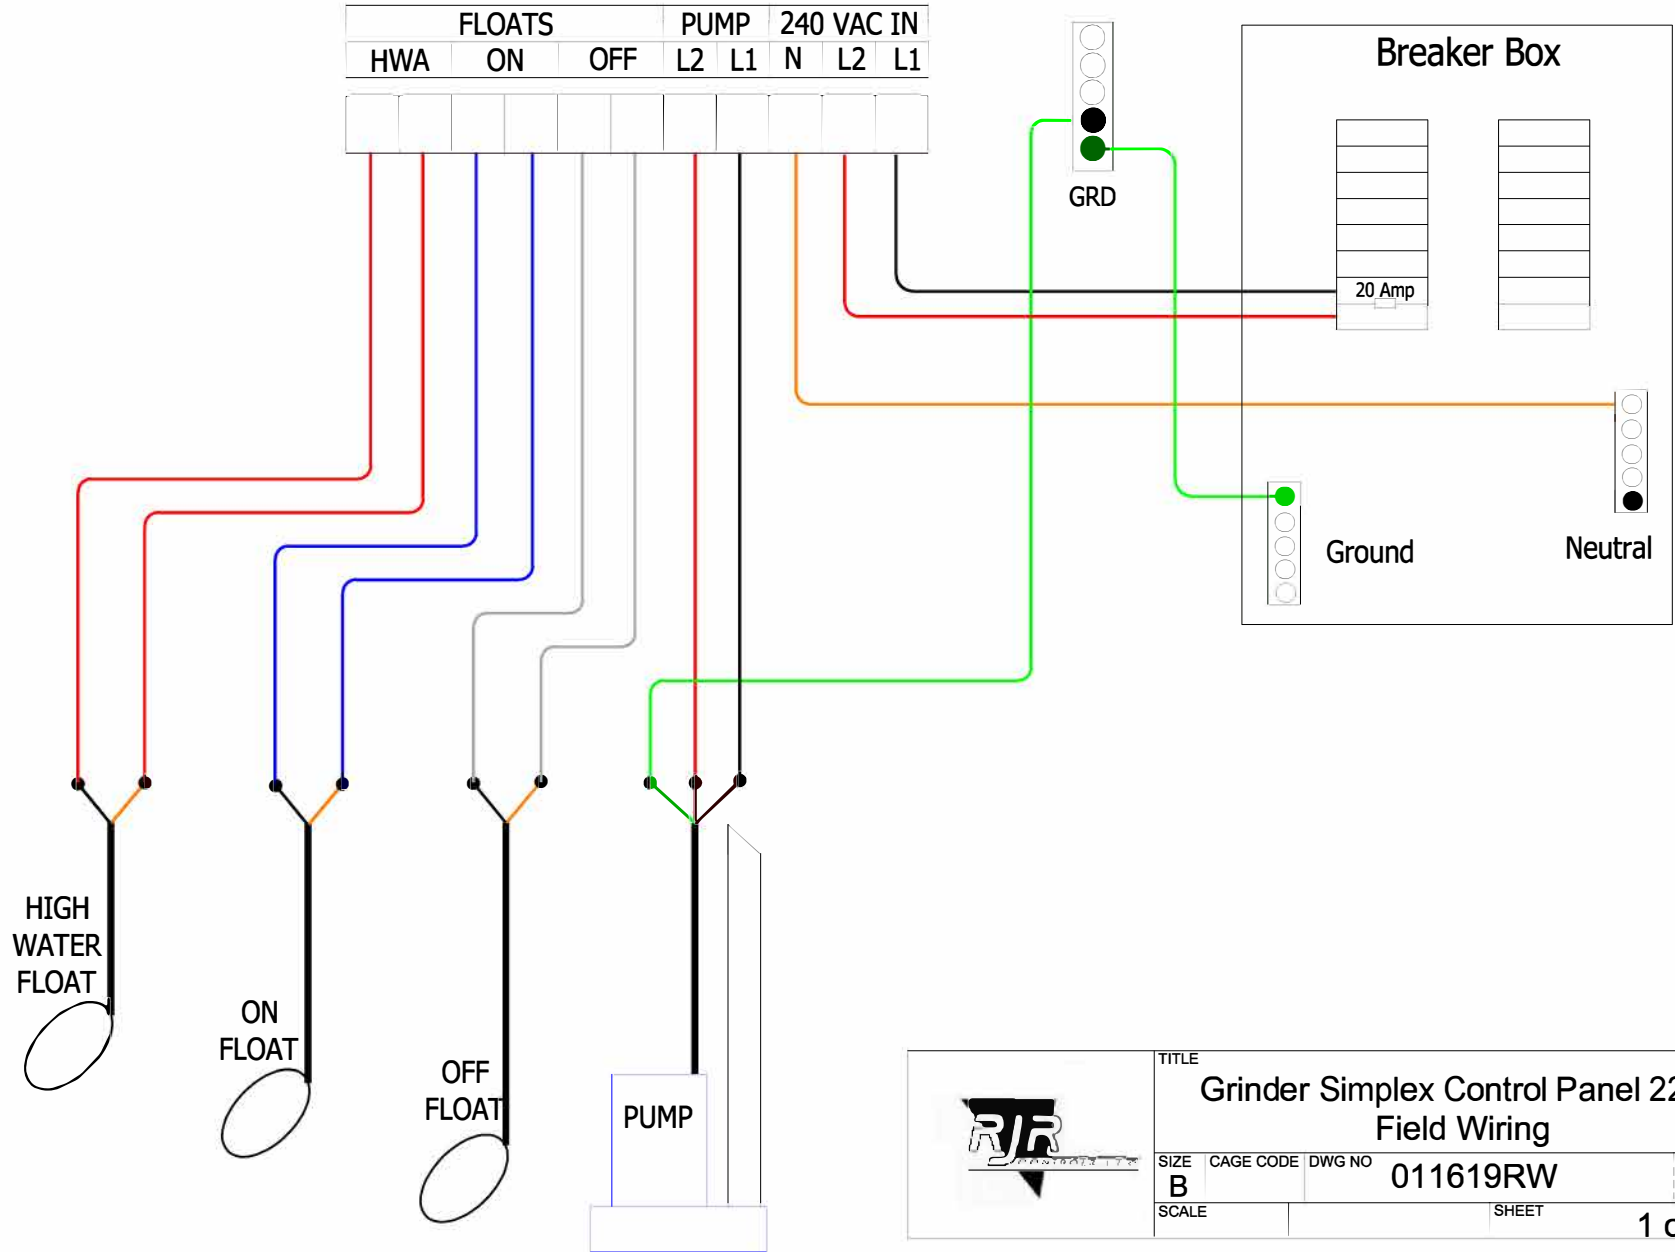 FLOATS PUMP 240 VAC IN
HWA ON OFF L2 L1 N L2 L1
GRD
Breaker Box
20 Amp
Ground
Neutral
HIGH
WATER
FLOAT
ON
FLOAT
OFF
FLOAT
PUMP
RJR
TITLE
Grinder Simplex Control Panel 22
Field Wiring
SIZE CAGE CODE DWG NO
B 011619RW
SCALE SHEET
1 o